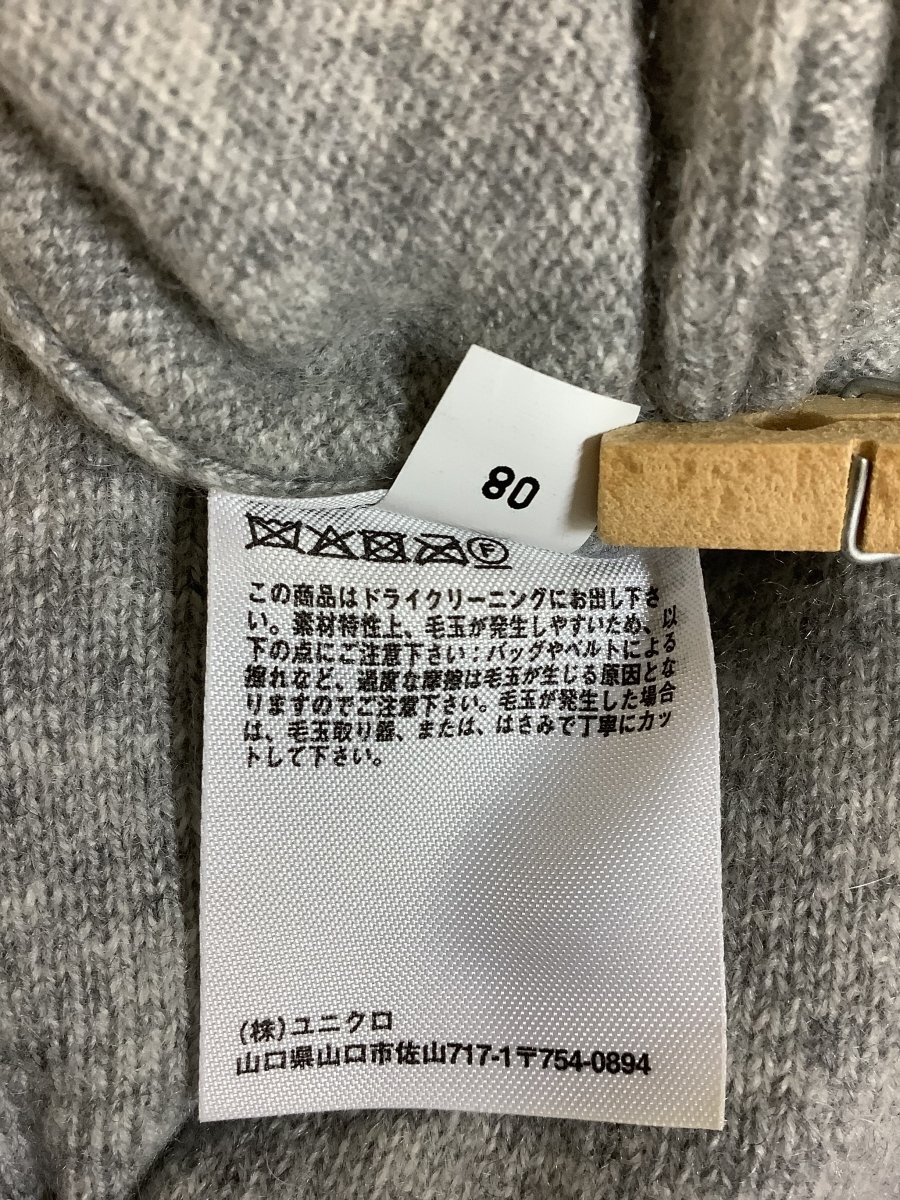 80
F
この商品はドライクリーニングにお出し下さ
い。素材特性上、毛玉が発生しやすいため、以
下の点にご注意下さい：バッグやベルトによる
擦れなど、過度な摩擦は毛玉が生じる原因とな
りますのでご注意下さい。毛玉が発生した場合
は、毛玉取り器、または、はさみで丁寧にカッ
トして下さい。
(株)ユニクロ
山口県山口市佐山717-1〒754-0894